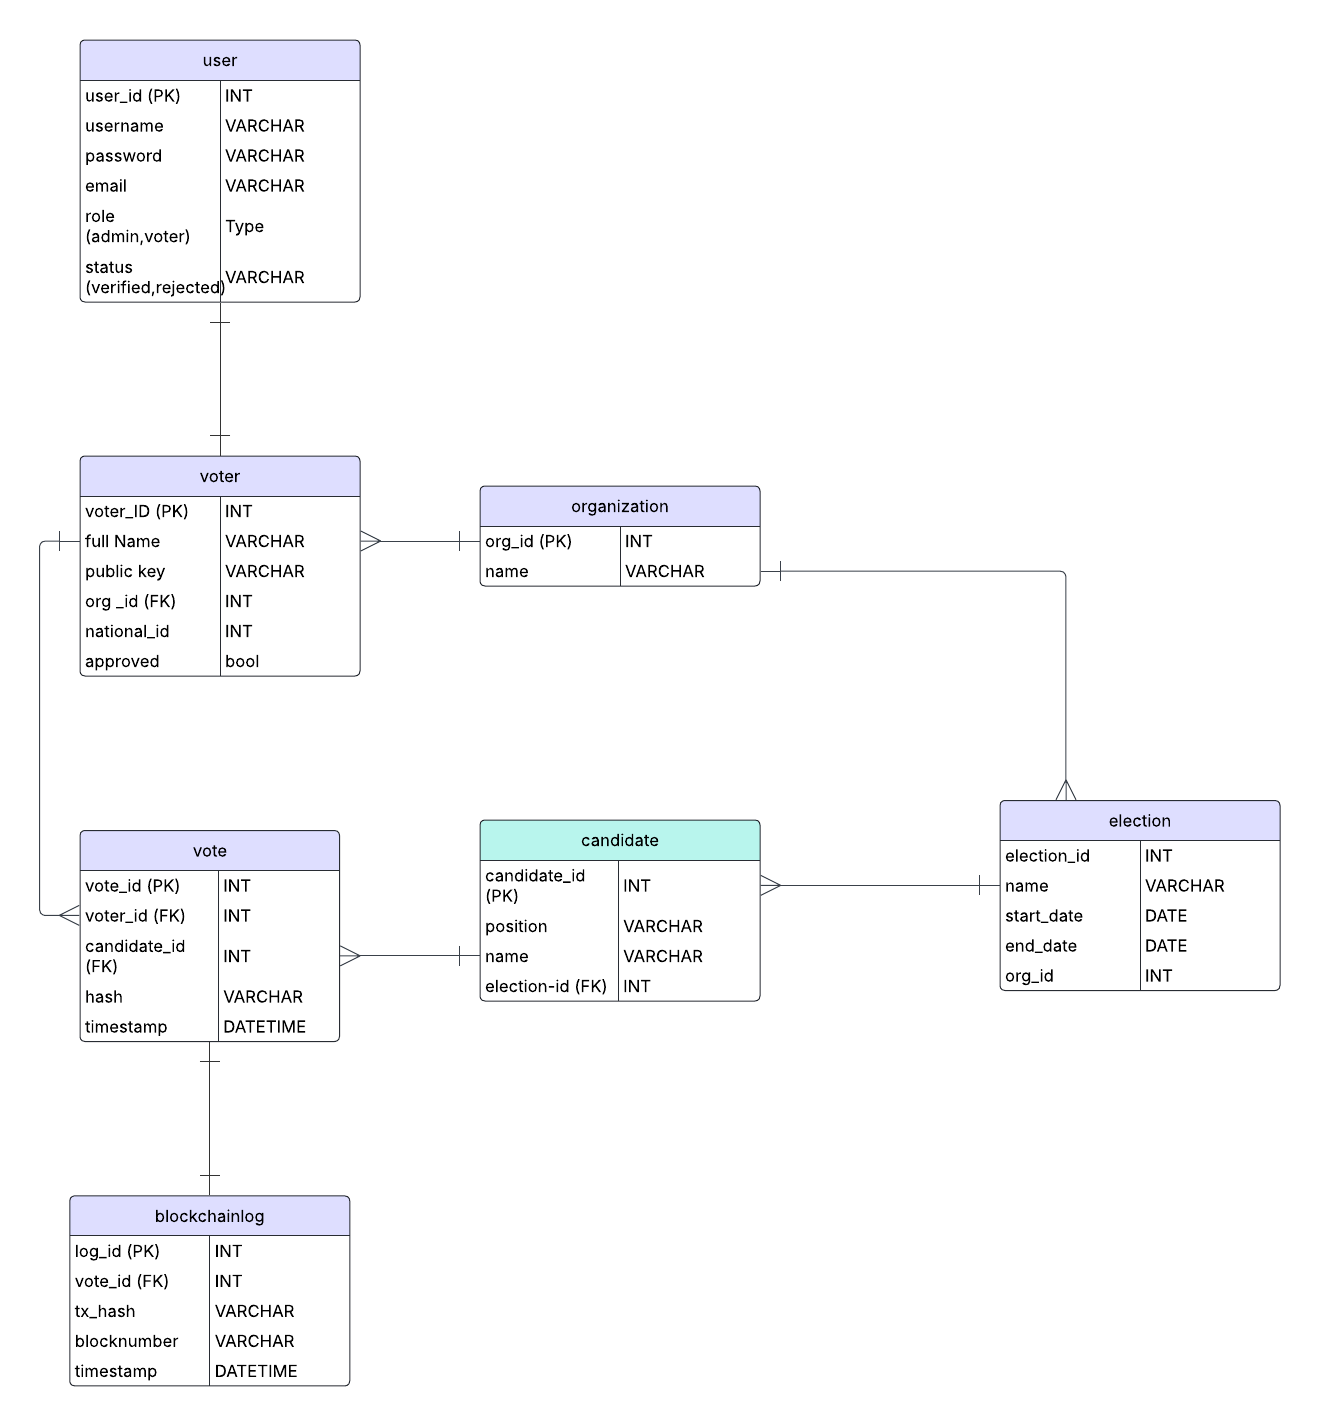 user
user_id (PK) INT
username VARCHAR
password VARCHAR
email VARCHAR
role
(admin,voter) Type
status
(verified,rejected) VARCHAR
voter
voter_ID (PK) INT
full Name VARCHAR
public key VARCHAR
org _id (FK) INT
national_id INT
approved bool
organization
org_id (PK) INT
name VARCHAR
vote
vote_id (PK) INT
voter_id (FK) INT
candidate_id
(FK) INT
hash VARCHAR
timestamp DATETIME
candidate
candidate_id
(PK) INT
position VARCHAR
name VARCHAR
election-id (FK) INT
election
election_id INT
name VARCHAR
start_date DATE
end_date DATE
org_id INT
blockchainlog
log_id (PK) INT
vote_id (FK) INT
tx_hash VARCHAR
blocknumber VARCHAR
timestamp DATETIME